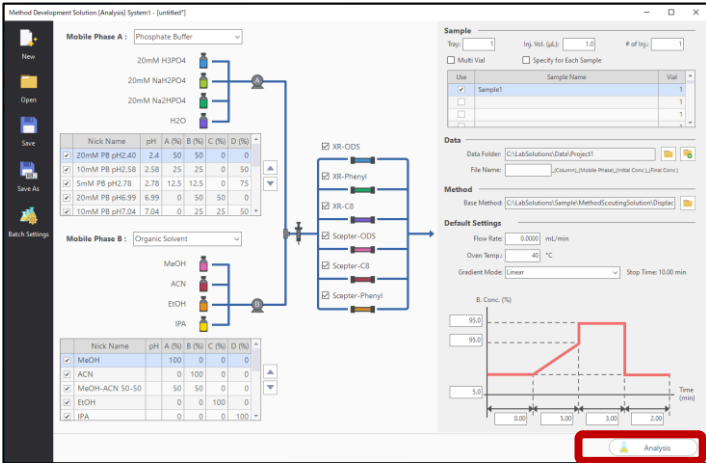 Method Development Solution [Analysis] System1 - [untitled*]
New
Open
Save
Save As
Batch Settings
Mobile Phase A : Phosphate Buffer
20mM H3PO4
20mM NaH2PO4
20mM Na2HPO4
H2O
A
Nick Name pH A (%) B (%) C (%) D (%)
20mM PB pH2.40 2.4 50 50 0 0
10mM PB pH2.58 2.58 25 25 0 50
5mM PB pH2.78 2.78 12.5 12.5 0 75
20mM PB pH6.99 6.99 0 50 50 0
10mM PB pH7.04 7.04 0 25 25 50
Mobile Phase B : Organic Solvent
MeOH
ACN
EtOH
IPA
B
Nick Name pH A (%) B (%) C (%) D (%)
MeOH 100 0 0 0
ACN 0 100 0 0
MeOH-ACN 50-50 50 50 0 0
EtOH 0 0 100 0
IPA 0 0 0 100
XR-ODS
XR-Phenyl
XR-C8
Scepter-ODS
Scepter-C8
Scepter-Phenyl
Sample
Tray: 1 Inj. Vol. (µL): 1.0 # of Inj.: 1
Multi Vial Specify for Each Sample
Use Sample Name Vial
Sample1 1
1
1
1
Data
Data Folder: C:\LabSolutions\Data\Project1
File Name: _(Column)_(Mobile Phase)_(Initial Conc.)_(Final Conc.)
Method
Base Method: C:\LabSolutions\Sample\MethodScoutingSolution\Displac
Default Settings
Flow Rate: 0.0000 mL/min
Oven Temp.: 40 °C
Gradient Mode: Linear Stop Time: 10.00 min
B. Conc. (%)
95.0
95.0
5.0
Time
(min)
0.00 5.00 3.00 2.00
Analysis